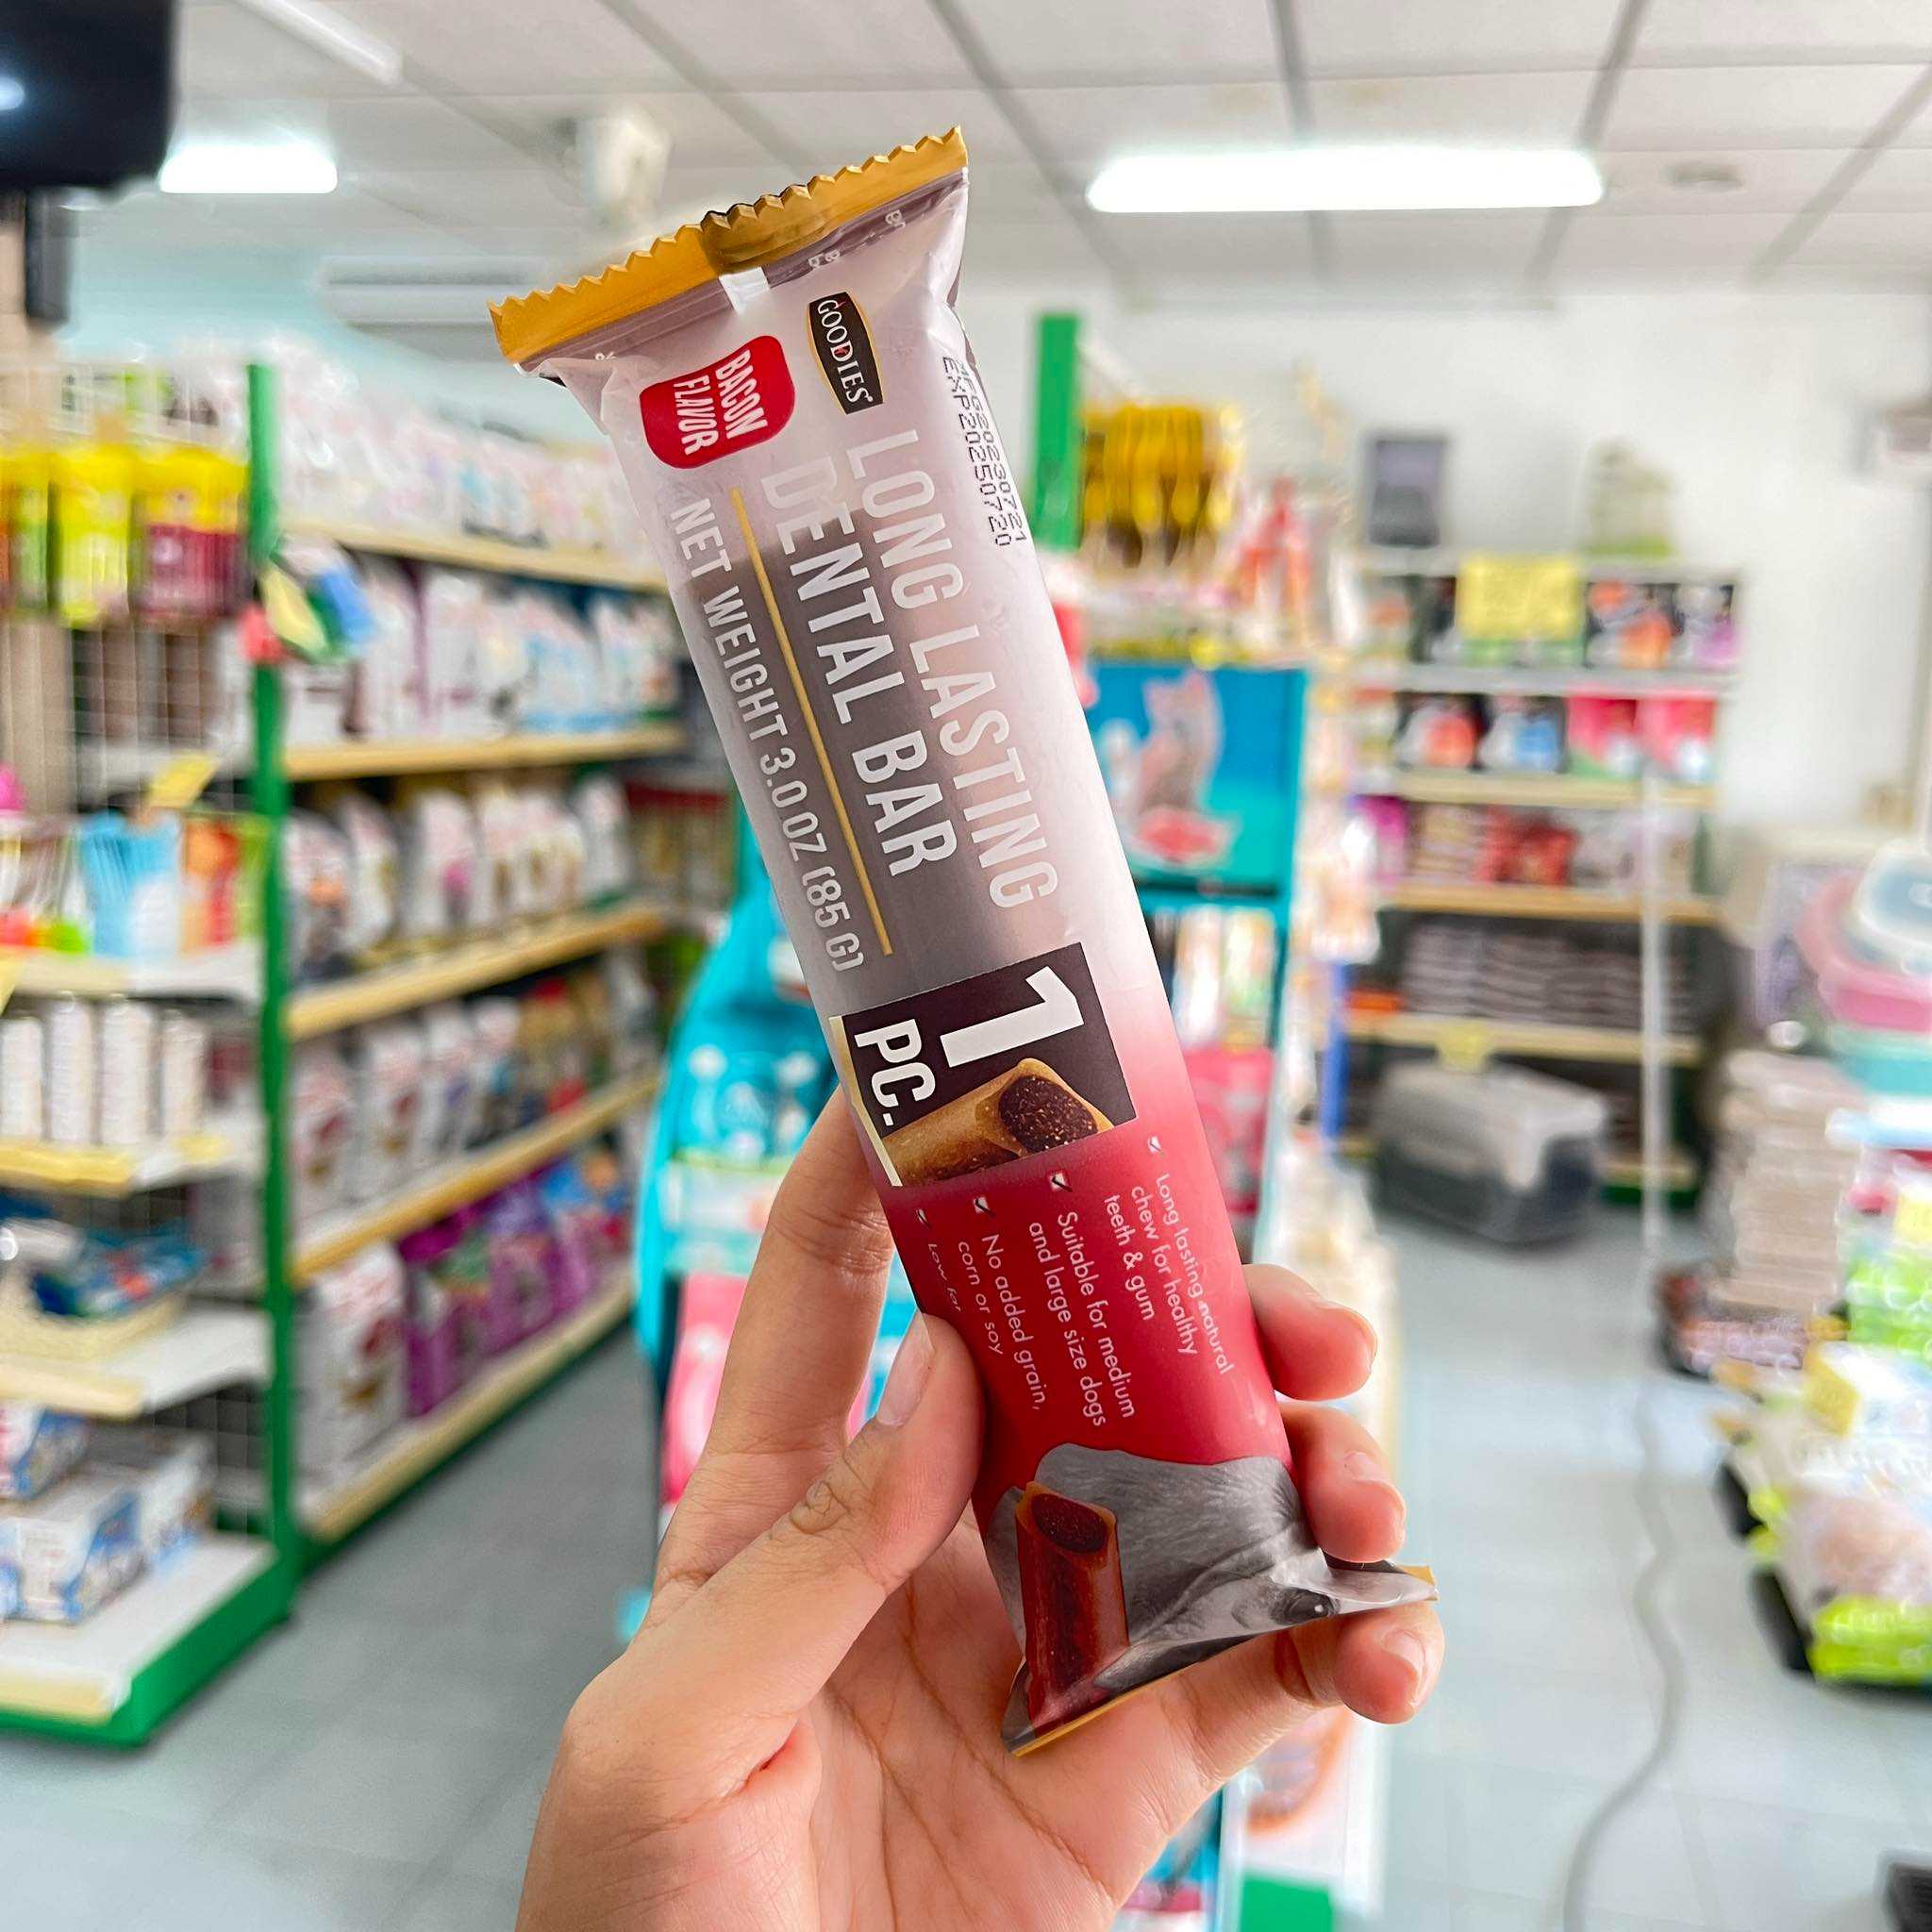 GOODIES
BACON
FLAVOR
MFG20230721
EXP20250720
LONG LASTING
DENTAL BAR
NET WEIGHT 3.0 OZ (85 G)
1
PC.
Long lasting natural
chew for healthy
teeth & gum
Suitable for medium
and large size dogs
No added grain,
corn or soy
Low fat